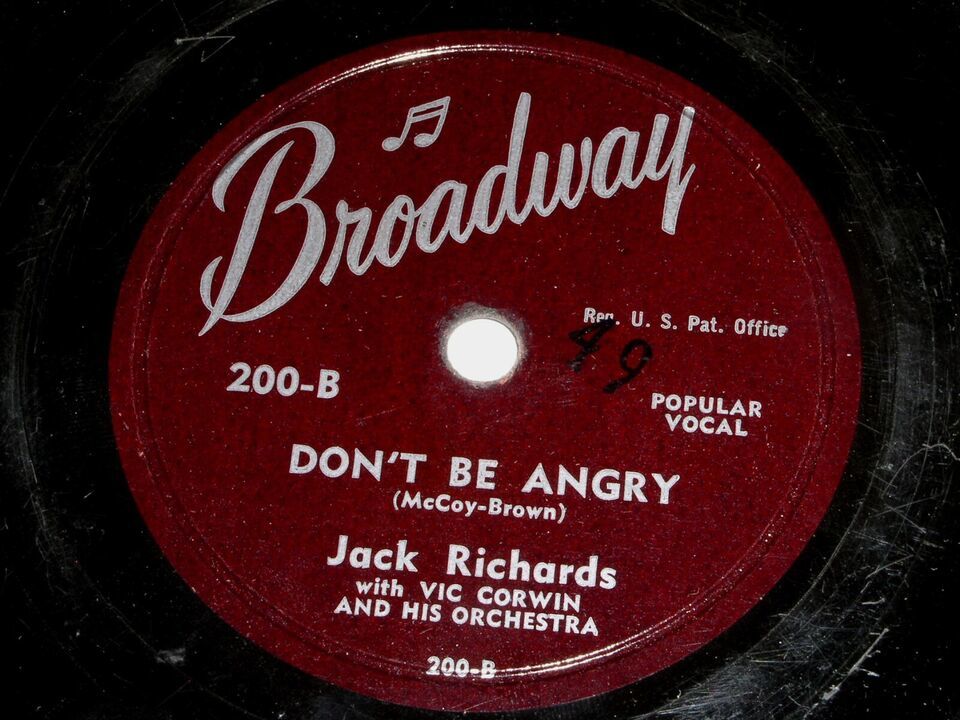 Broadway
Reg. U. S. Pat. Office
49
200-B
POPULAR
VOCAL
DON'T BE ANGRY
(McCoy-Brown)
Jack Richards
with VIC CORWIN
AND HIS ORCHESTRA
200-B